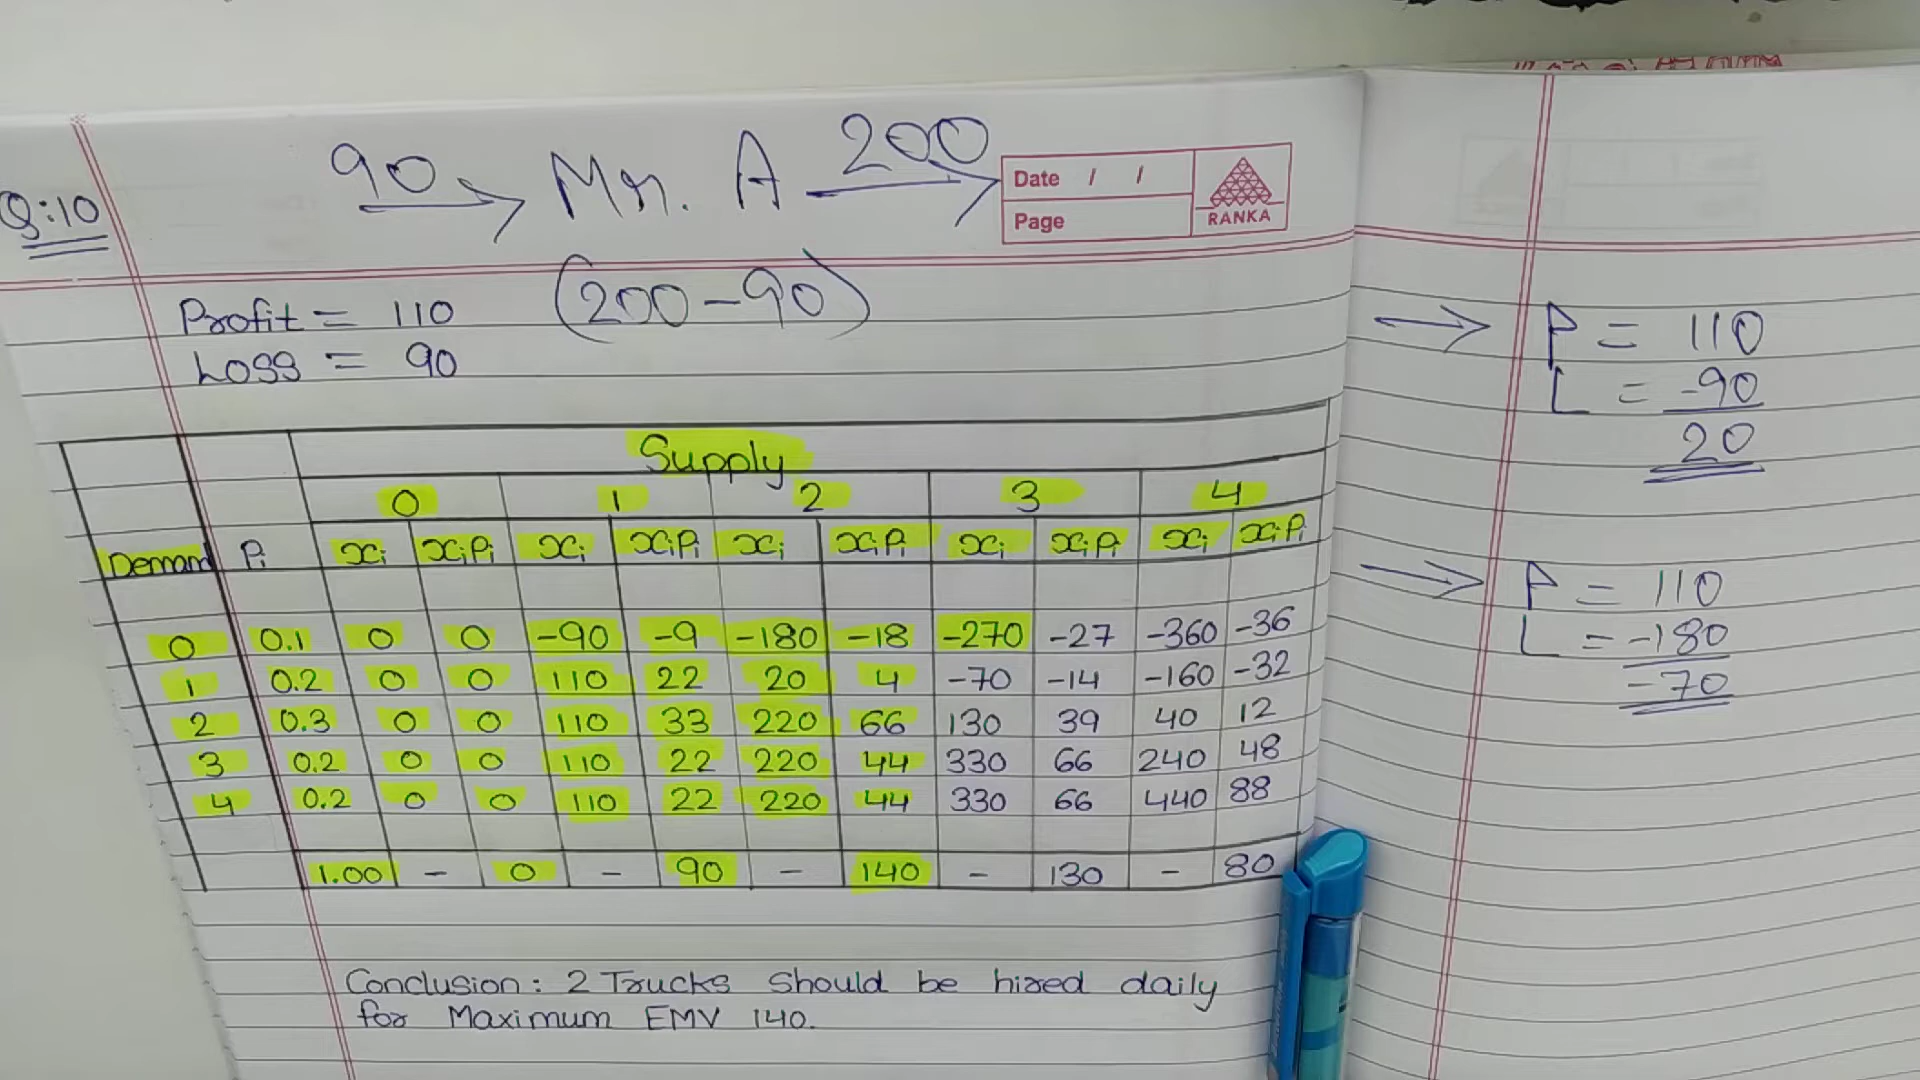 Q:10
90 → Mr. A 200 →
Date / /
Page
RANKA
Profit = 110 (200-90)
Loss = 90
Supply
0 1 2 3 4
Demand Pi xi xiPi xi xiPi xi xiPi xi xiPi xi xiPi
0 0.1 0 0 -90 -9 -180 -18 -270 -27 -360 -36
1 0.2 0 0 110 22 20 4 -70 -14 -160 -32
2 0.3 0 0 110 33 220 66 130 39 40 12
3 0.2 0 0 110 22 220 44 330 66 240 48
4 0.2 0 0 110 22 220 44 330 66 440 88
1.00 - 0 - 90 - 140 - 130 - 80
Conclusion: 2 Trucks should be hired daily
for Maximum EMV 140.
→ P = 110
L = -90
20
→ P = 110
L = -180
-70